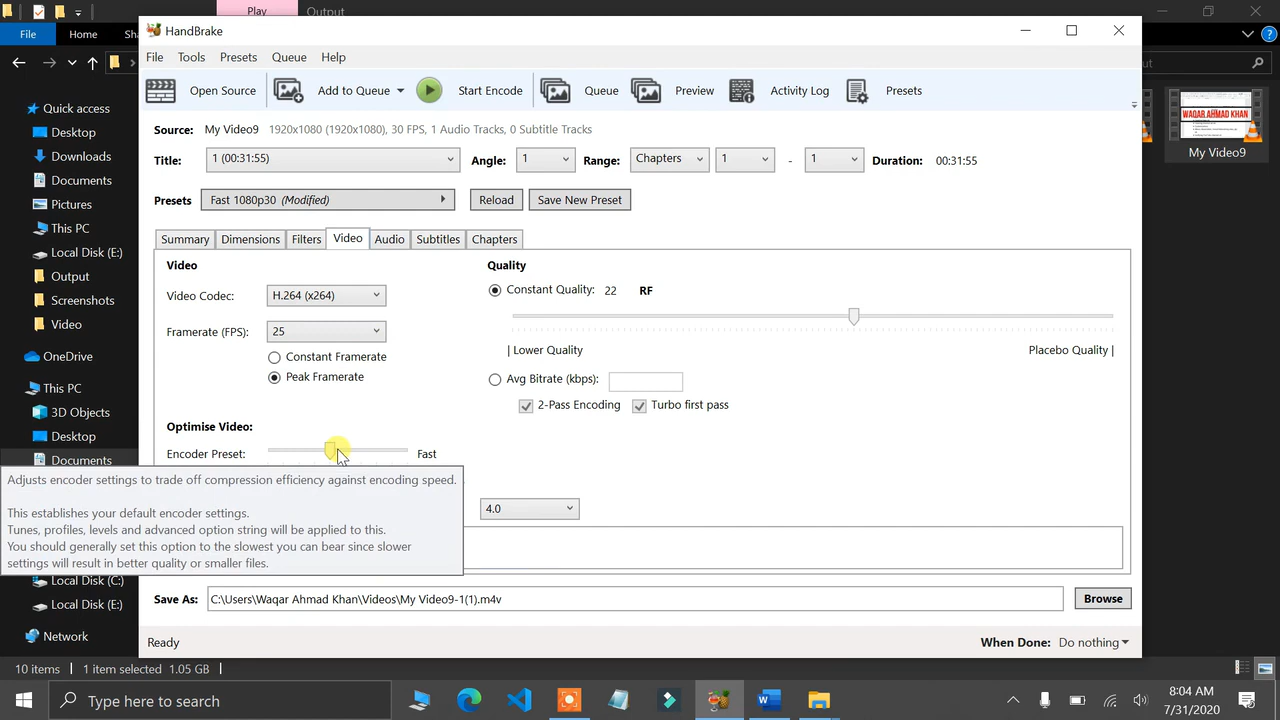 Play
Output
HandBrake
File
Home
Sha
File
Tools
Presets
Queue
Help
Open Source
Add to Queue
Start Encode
Queue
Preview
Activity Log
Presets
ut
Quick access
Desktop
Downloads
Documents
Pictures
This PC
Local Disk (E:)
Output
Screenshots
Video
OneDrive
This PC
3D Objects
Desktop
Documents
Local Disk (C:)
Local Disk (E:)
Network
Source: My Video9 1920x1080 (1920x1080), 30 FPS, 1 Audio Tracks, 0 Subtitle Tracks
Title: 1 (00:31:55) Angle: 1 Range: Chapters 1 - 1 Duration: 00:31:55
Presets Fast 1080p30 (Modified) Reload Save New Preset
Summary Dimensions Filters Video Audio Subtitles Chapters
Video
Video Codec: H.264 (x264)
Framerate (FPS): 25
Constant Framerate
Peak Framerate
Optimise Video:
Encoder Preset: Fast
Quality
Constant Quality: 22 RF
| Lower Quality Placebo Quality |
Avg Bitrate (kbps):
2-Pass Encoding Turbo first pass
Adjusts encoder settings to trade off compression efficiency against encoding speed.
This establishes your default encoder settings.
Tunes, profiles, levels and advanced option string will be applied to this.
You should generally set this option to the slowest you can bear since slower
settings will result in better quality or smaller files.
4.0
Save As: C:\Users\Waqar Ahmad Khan\Videos\My Video9-1(1).m4v Browse
Ready
When Done: Do nothing
WAQAR AHMAD KHAN
My Video9
10 items 1 item selected 1.05 GB
Type here to search
8:04 AM
7/31/2020